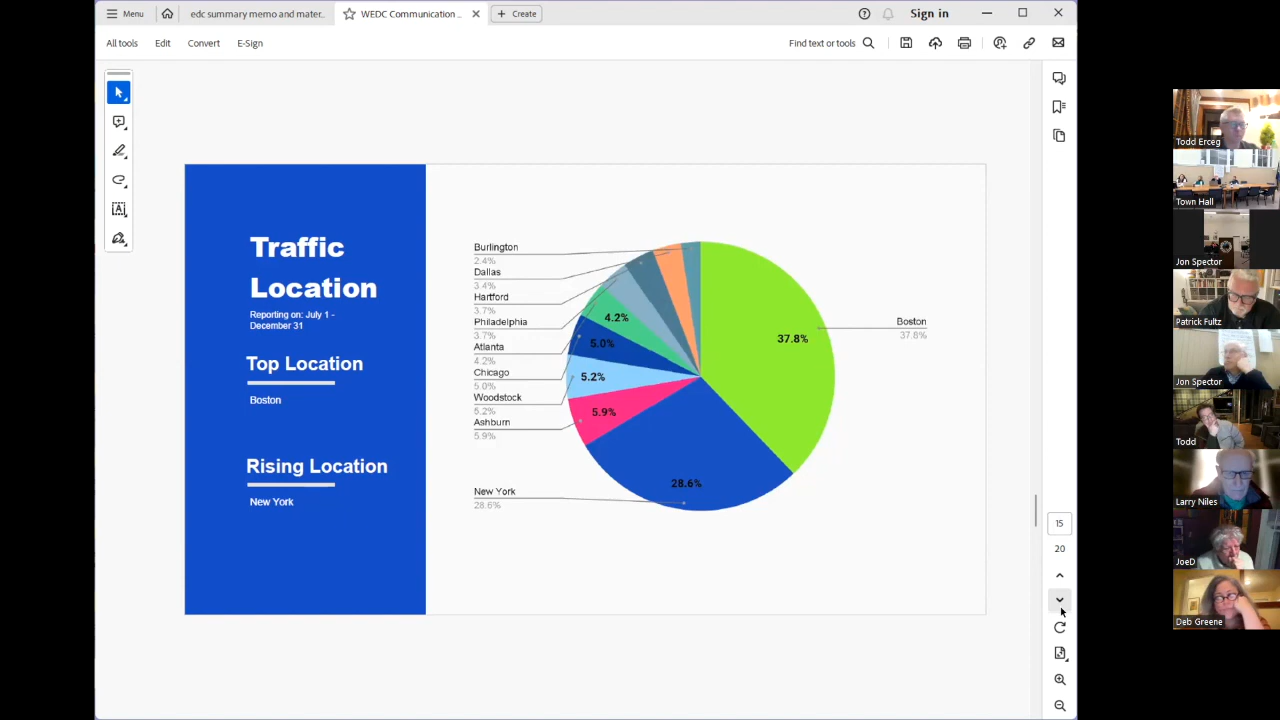 Menu
edc summary memo and mater...
WEDC Communication ...
Create
Sign in
All tools
Edit
Convert
E-Sign
Find text or tools
Traffic
Location
Reporting on: July 1 -
December 31
Top Location
Boston
Rising Location
New York
Burlington
2.4%
Dallas
3.4%
Hartford
3.7%
Philadelphia
3.7%
Atlanta
4.2%
Chicago
5.0%
Woodstock
5.2%
Ashburn
5.9%
New York
28.6%
4.2%
5.0%
5.2%
5.9%
28.6%
37.8%
Boston
37.8%
15
20
Todd Erceg
Town Hall
Jon Spector
Patrick Fultz
Jon Spector
Todd
Larry Niles
JoeD
Deb Greene